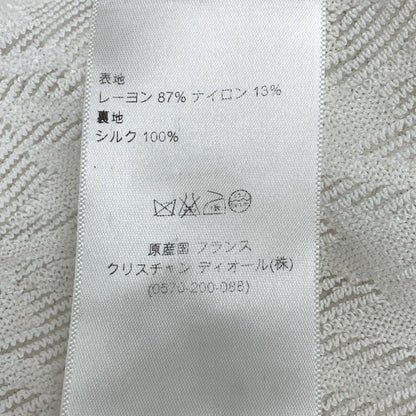 表地
レーヨン 87% ナイロン 13%
裏地
シルク 100%
原産国 フランス
クリスチャン ディオール(株)
(0570-200-088)